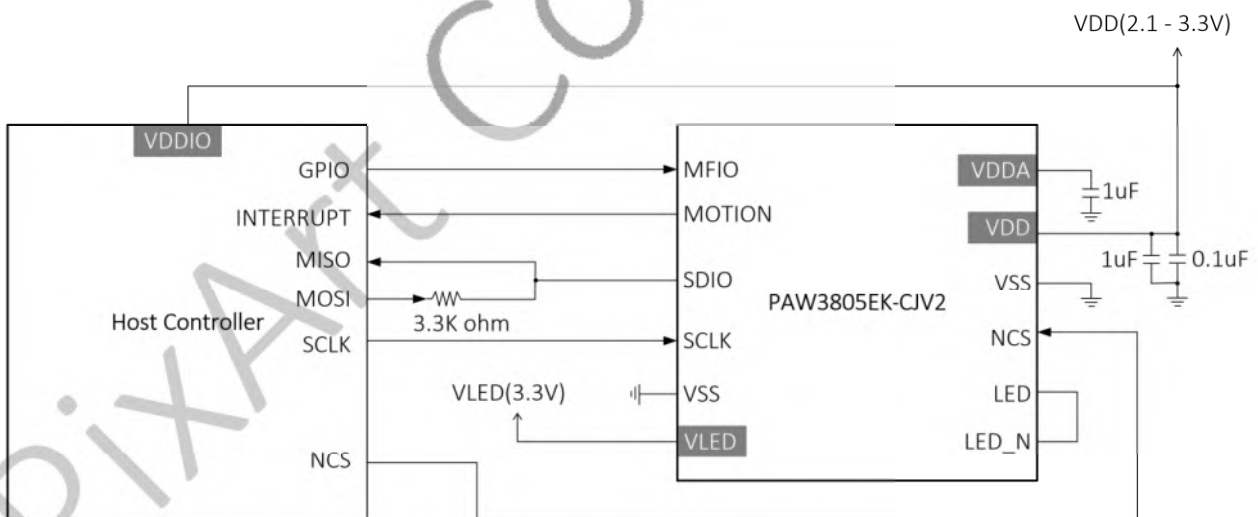 VDD(2.1 - 3.3V)
VDDIO
GPIO
INTERRUPT
MISO
MOSI
SCLK
NCS
Host Controller
3.3K ohm
VLED(3.3V)
MFIO
MOTION
SDIO
SCLK
VSS
VLED
PAW3805EK-CJV2
VDDA
VDD
VSS
NCS
LED
LED_N
1uF
1uF
0.1uF
PixArt Co